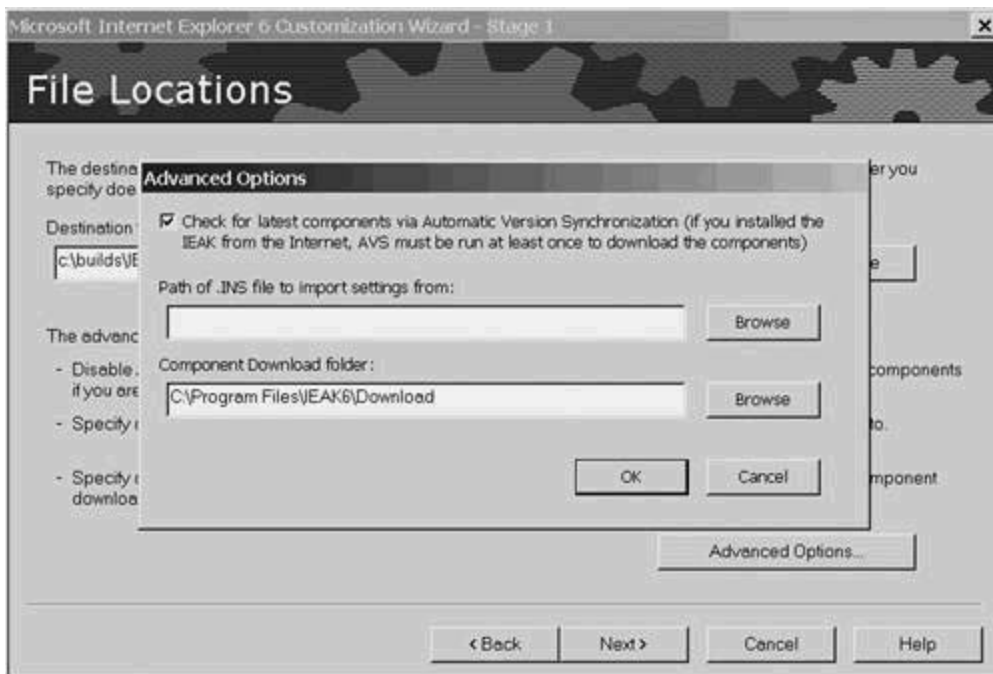 Microsoft Internet Explorer 6 Customization Wizard - Stage 1
File Locations
The destina
er you
specify doe
Advanced Options
Check for latest components via Automatic Version Synchronization (if you installed the
IEAK from the Internet, AVS must be run at least once to download the components)
Destination
c:\builds\IE
e
Path of .INS file to import settings from:
Browse
The advanc
Component Download folder:
- Disable
components
if you are
C:\Program Files\IEAK6\Download
Browse
- Specify
to.
- Specify
mponent
downloa
OK
Cancel
Advanced Options...
< Back
Next >
Cancel
Help